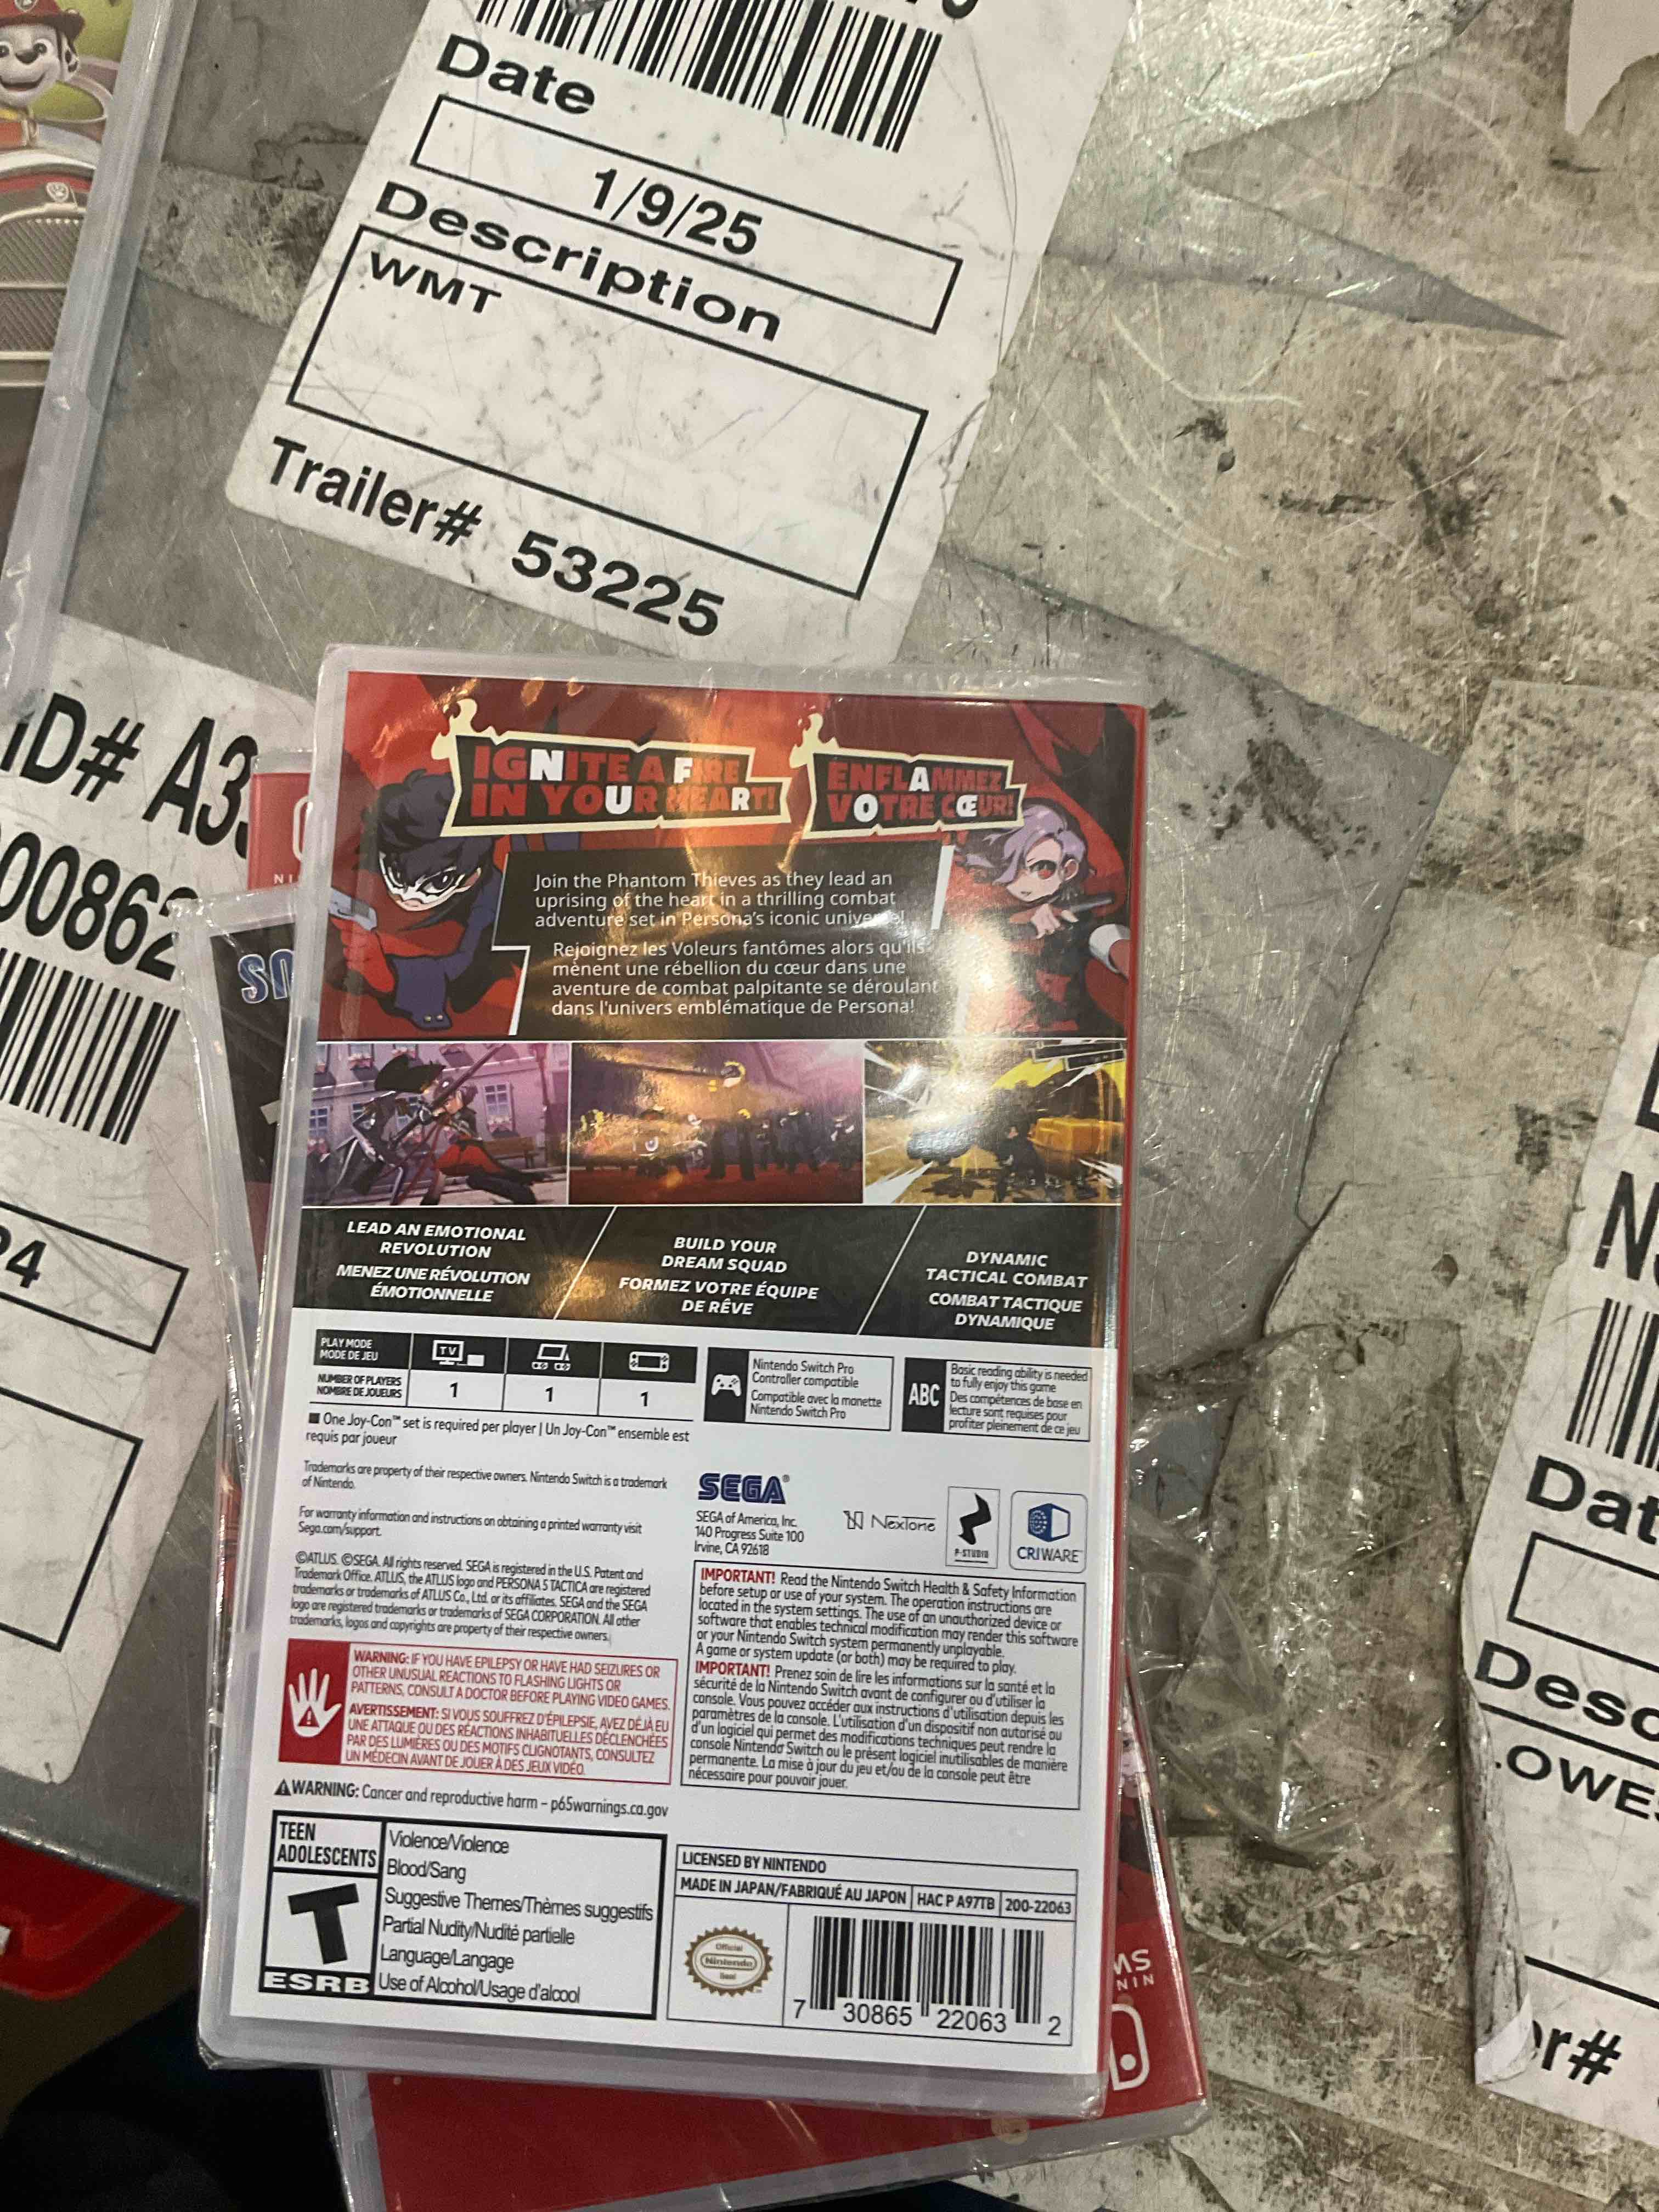 Date
1/9/25
Description
WMT
Trailer# 53225
ID# A3
00862
24
IGNITE A FIRE
IN YOUR HEART!
ENFLAMMEZ
VOTRE CŒUR!
Join the Phantom Thieves as they lead an
uprising of the heart in a thrilling combat
adventure set in Persona's iconic universe!
Rejoignez les Voleurs fantômes alors qu'ils
mènent une rébellion du cœur dans une
aventure de combat palpitante se déroulant
dans l'univers emblématique de Persona!
LEAD AN EMOTIONAL
REVOLUTION
MENEZ UNE RÉVOLUTION
ÉMOTIONNELLE
BUILD YOUR
DREAM SQUAD
FORMEZ VOTRE ÉQUIPE
DE RÊVE
DYNAMIC
TACTICAL COMBAT
COMBAT TACTIQUE
DYNAMIQUE
PLAY MODE
MODE DE JEU
TV
NUMBER OF PLAYERS
NOMBRE DE JOUEURS
1 1 1
Nintendo Switch Pro
Controller compatible
Compatible avec la manette
Nintendo Switch Pro
ABC
Basic reading ability is needed
to fully enjoy this game
Des compétences de base en
lecture sont requises pour
profiter pleinement de ce jeu
One Joy-Con™ set is required per player | Un Joy-Con™ ensemble est
requis par joueur
Trademarks are property of their respective owners. Nintendo Switch is a trademark
of Nintendo.
For warranty information and instructions on obtaining a printed warranty visit
Sega.com/support.
©ATLUS. ©SEGA. All rights reserved. SEGA is registered in the U.S. Patent and
Trademark Office. ATLUS, the ATLUS logo and PERSONA 5 TACTICA are registered
trademarks or trademarks of ATLUS Co., Ltd. or its affiliates. SEGA and the SEGA
logo are registered trademarks or trademarks of SEGA CORPORATION. All other
trademarks, logos and copyrights are property of their respective owners.
SEGA®
SEGA of America, Inc.
140 Progress Suite 100
Irvine, CA 92618
NexTone
P-STUDIO
CRIWARE
WARNING: IF YOU HAVE EPILEPSY OR HAVE HAD SEIZURES OR
OTHER UNUSUAL REACTIONS TO FLASHING LIGHTS OR
PATTERNS, CONSULT A DOCTOR BEFORE PLAYING VIDEO GAMES.
AVERTISSEMENT: SI VOUS SOUFFREZ D'ÉPILEPSIE, AVEZ DÉJÀ EU
UNE ATTAQUE OU DES RÉACTIONS INHABITUELLES DÉCLENCHÉES
PAR DES LUMIÈRES OU DES MOTIFS CLIGNOTANTS, CONSULTEZ
UN MÉDECIN AVANT DE JOUER À DES JEUX VIDÉO.
IMPORTANT! Read the Nintendo Switch Health & Safety Information
before setup or use of your system. The operation instructions are
located in the system settings. The use of an unauthorized device or
software that enables technical modification may render this software
or your Nintendo Switch system permanently unplayable.
A game or system update (or both) may be required to play.
IMPORTANT! Prenez soin de lire les informations sur la santé et la
sécurité de la Nintendo Switch avant de configurer ou d'utiliser la
console. Vous pouvez accéder aux instructions d'utilisation depuis les
paramètres de la console. L'utilisation d'un dispositif non autorisé ou
d'un logiciel qui permet des modifications techniques peut rendre la
console Nintendo Switch ou le présent logiciel inutilisables de manière
permanente. La mise à jour du jeu et/ou de la console peut être
nécessaire pour pouvoir jouer.
⚠WARNING: Cancer and reproductive harm – p65warnings.ca.gov
TEEN
ADOLESCENTS
T
ESRB
Violence/Violence
Blood/Sang
Suggestive Themes/Thèmes suggestifs
Partial Nudity/Nudité partielle
Language/Langage
Use of Alcohol/Usage d'alcool
LICENSED BY NINTENDO
MADE IN JAPAN/FABRIQUÉ AU JAPON HAC P A97TB 200-22063
Official
Nintendo
Seal
7 30865 22063 2
Dat
Desc
.OWES
er#